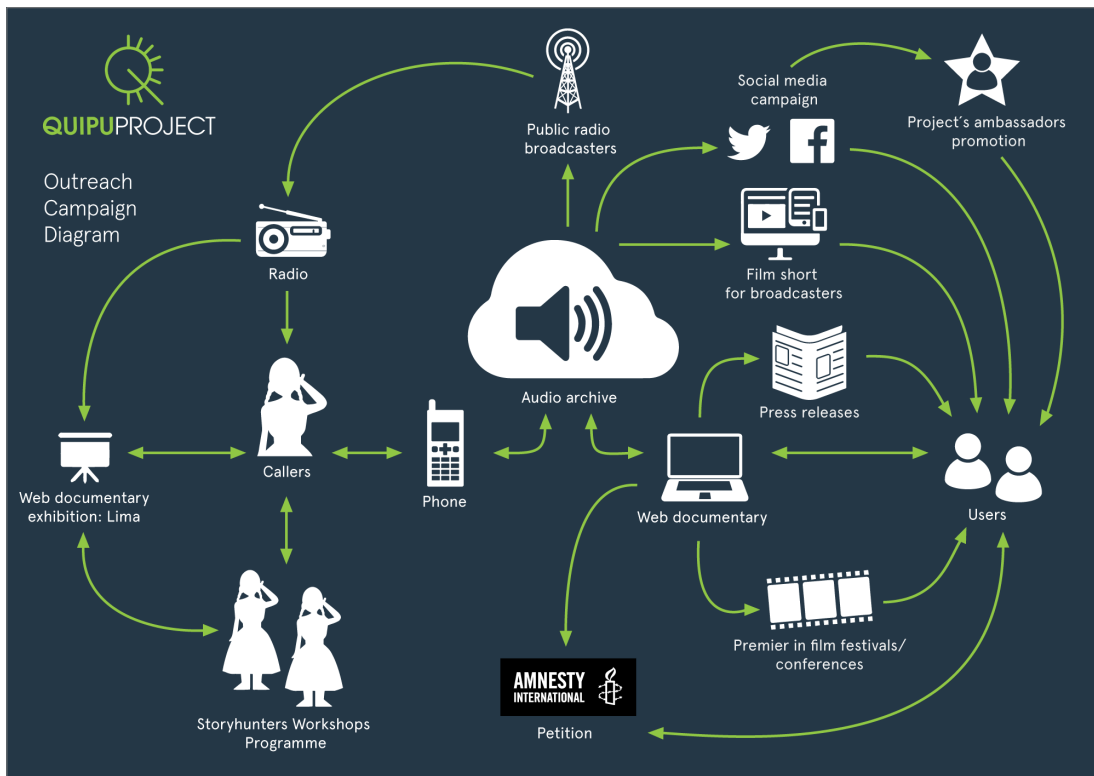 QUIPUPROJECT
Outreach
Campaign
Diagram
Public radio
broadcasters
Social media
campaign
Project´s ambassadors
promotion
Radio
Film short
for broadcasters
Audio archive
Press releases
Web documentary
exhibition: Lima
Callers
Phone
Web documentary
Users
Storyhunters Workshops
Programme
AMNESTY
INTERNATIONAL
Petition
Premier in film festivals/
conferences